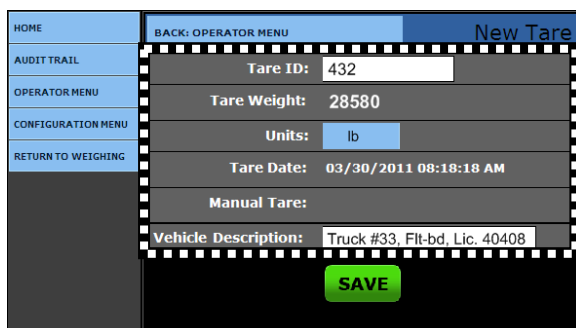 HOME
AUDIT TRAIL
OPERATOR MENU
CONFIGURATION MENU
RETURN TO WEIGHING
BACK: OPERATOR MENU
New Tare
Tare ID: 432
Tare Weight: 28580
Units: lb
Tare Date: 03/30/2011 08:18:18 AM
Manual Tare:
Vehicle Description: Truck #33, Flt-bd, Lic. 40408
SAVE